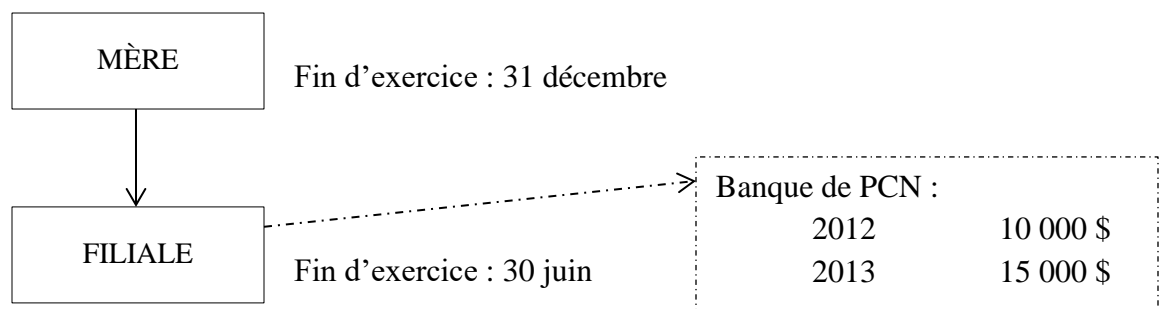 MÈRE
Fin d’exercice : 31 décembre
Banque de PCN :
2012 10 000 $
2013 15 000 $
FILIALE
Fin d’exercice : 30 juin